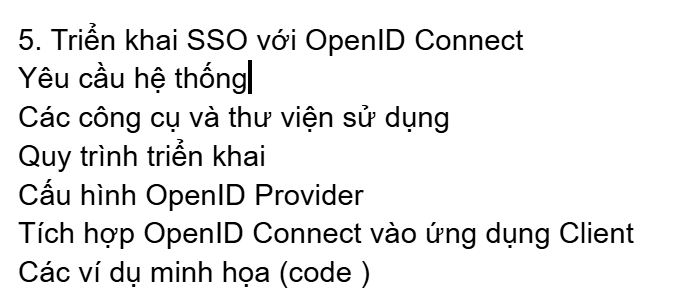 5. Triển khai SSO với OpenID Connect
Yêu cầu hệ thống
Các công cụ và thư viện sử dụng
Quy trình triển khai
Cấu hình OpenID Provider
Tích hợp OpenID Connect vào ứng dụng Client
Các ví dụ minh họa (code )